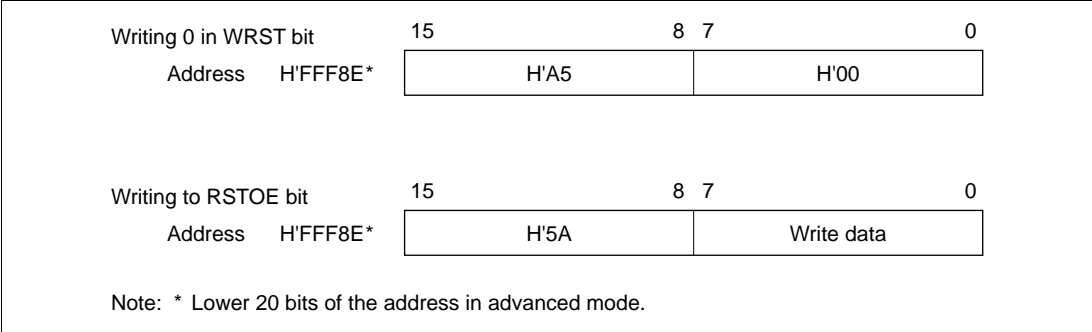 Writing 0 in WRST bit 15 8 7 0
Address H'FFF8E* H'A5 H'00
Writing to RSTOE bit 15 8 7 0
Address H'FFF8E* H'5A Write data
Note: * Lower 20 bits of the address in advanced mode.